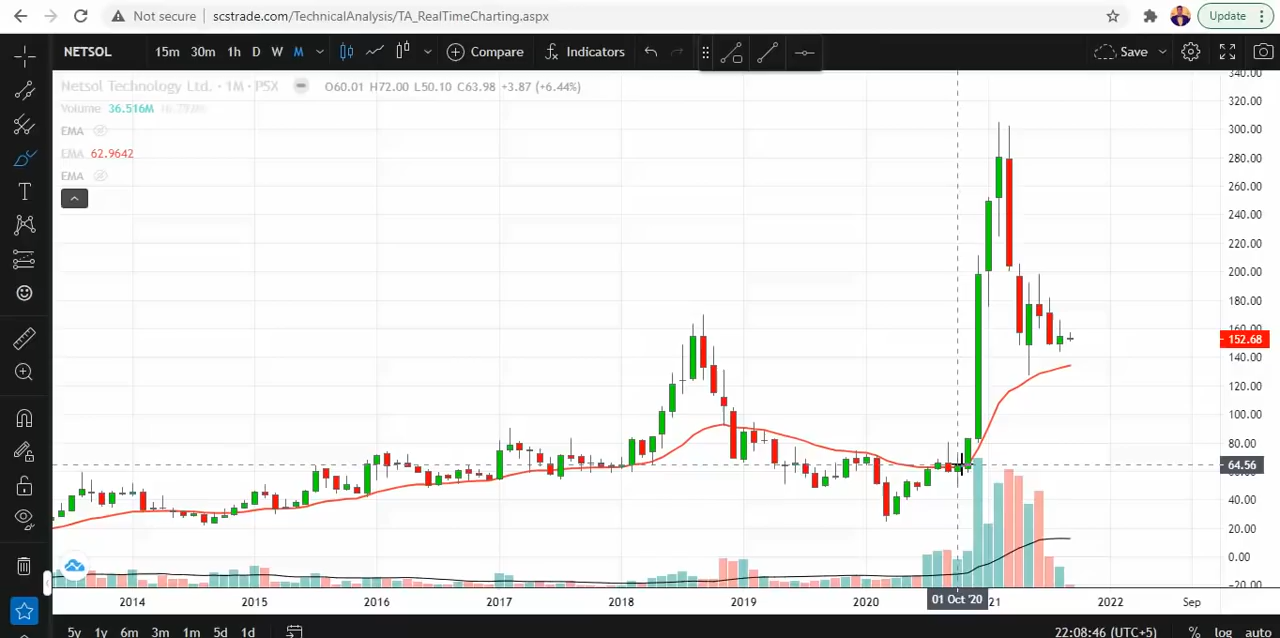 Not secure | scstrade.com/TechnicalAnalysis/TA_RealTimeCharting.aspx
Update
NETSOL 15m 30m 1h D W M Compare Indicators Save
Netsol Technology Ltd. · 1M · PSX O60.01 H72.00 L50.10 C63.98 +3.87 (+6.44%)
Volume 36.516M
EMA
EMA 62.9642
EMA
340.00
320.00
300.00
280.00
260.00
240.00
220.00
200.00
180.00
160.00
152.68
140.00
120.00
100.00
80.00
64.56
40.00
20.00
0.00
-20.00
2014 2015 2016 2017 2018 2019 2020 01 Oct '20 21 2022 Sep
5y 1y 6m 3m 1m 5d 1d 22:08:46 (UTC+5) % log auto